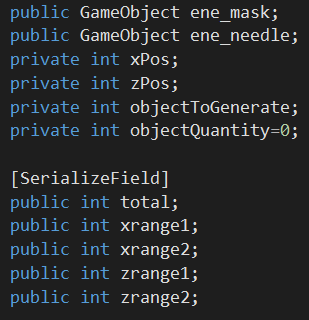 public GameObject ene_mask;
public GameObject ene_needle;
private int xPos;
private int zPos;
private int objectToGenerate;
private int objectQuantity=0;
[SerializeField]
public int total;
public int xrange1;
public int xrange2;
public int zrange1;
public int zrange2;